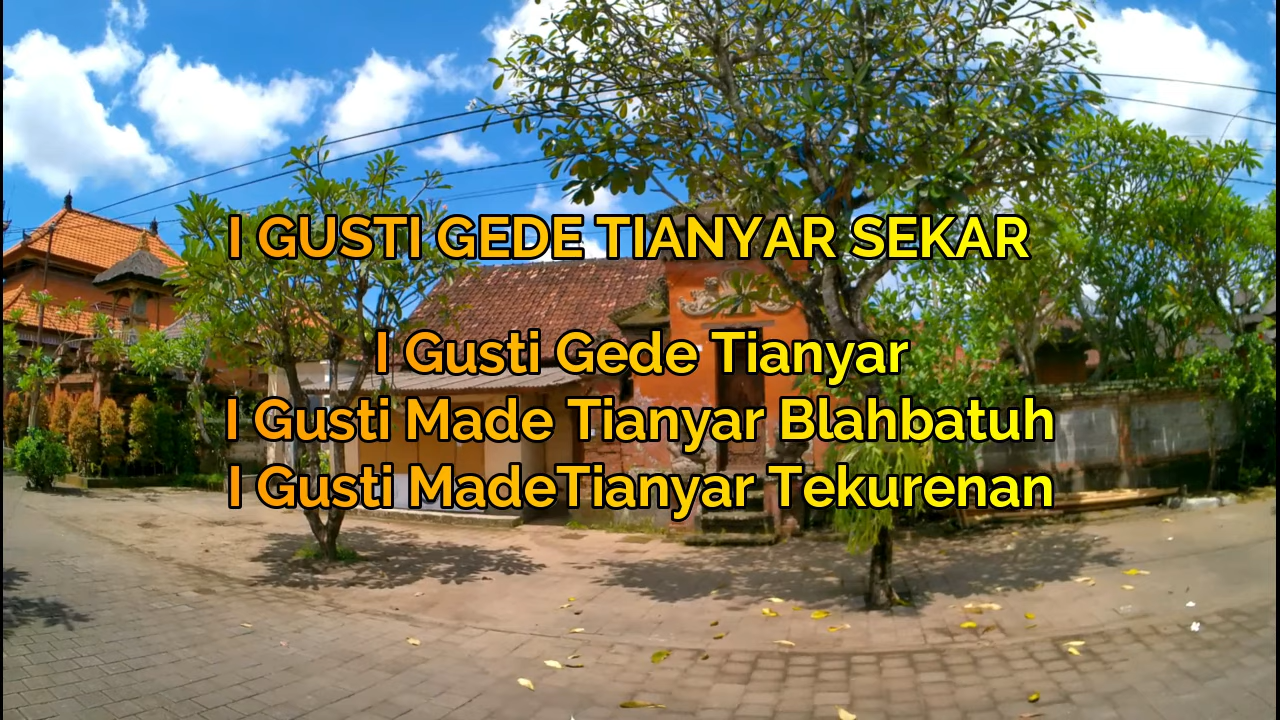 I GUSTI GEDE TIANYAR SEKAR
I Gusti Gede Tianyar
I Gusti Made Tianyar Blahbatuh
I Gusti MadeTianyar Tekurenan